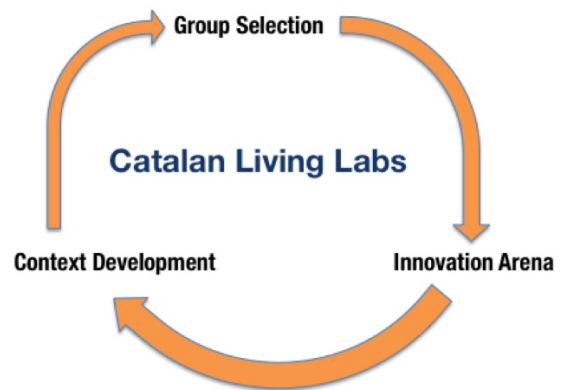 Group Selection
Catalan Living Labs
Context Development
Innovation Arena